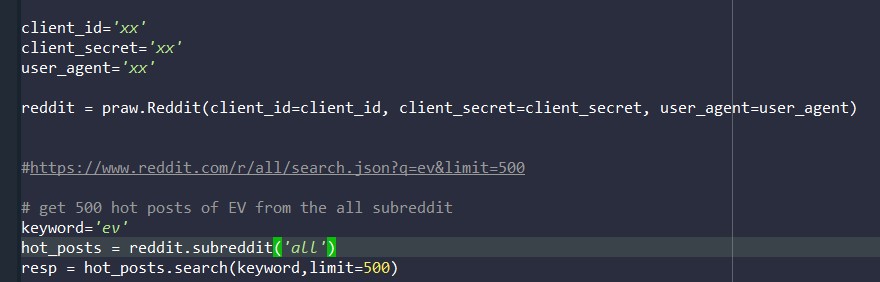 client_id='xx'
client_secret='xx'
user_agent='xx'
reddit = praw.Reddit(client_id=client_id, client_secret=client_secret, user_agent=user_agent)
#https://www.reddit.com/r/all/search.json?q=ev&limit=500
# get 500 hot posts of EV from the all subreddit
keyword='ev'
hot_posts = reddit.subreddit('all')
resp = hot_posts.search(keyword,limit=500)